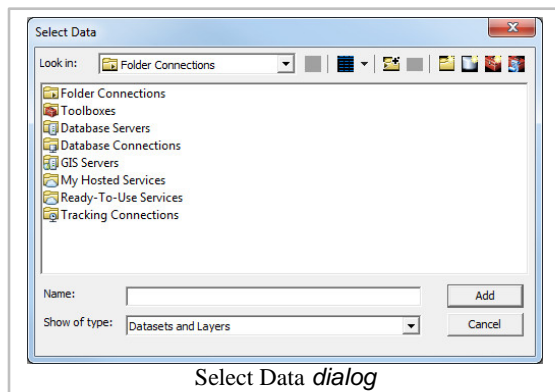 Select Data
Look in: Folder Connections
Folder Connections
Toolboxes
Database Servers
Database Connections
GIS Servers
My Hosted Services
Ready-To-Use Services
Tracking Connections
Name: Add
Show of type: Datasets and Layers Cancel
Select Data dialog